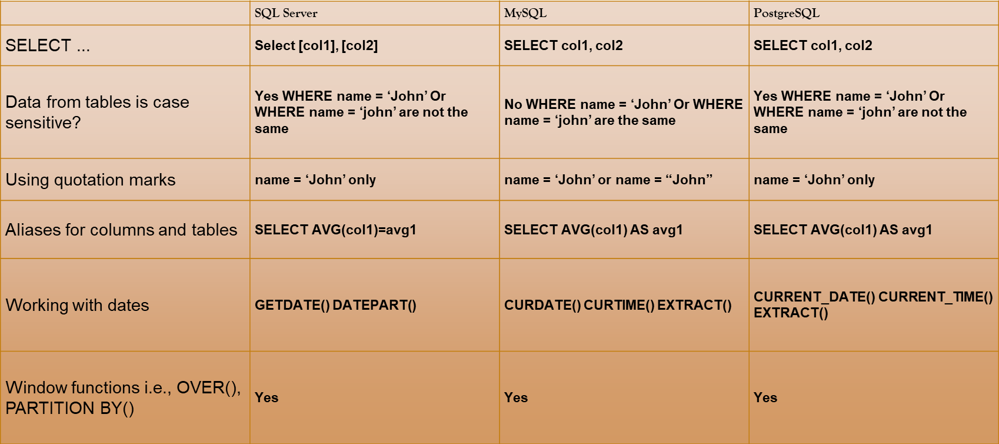 SQL Server
MySQL
PostgreSQL
SELECT ...
Select [col1], [col2]
SELECT col1, col2
SELECT col1, col2
Data from tables is case
sensitive?
Yes WHERE name = ‘John’ Or
WHERE name = ‘john’ are not the
same
No WHERE name = ‘John’ Or WHERE
name = ‘john’ are the same
Yes WHERE name = ‘John’ Or
WHERE name = ‘john’ are not the
same
Using quotation marks
name = ‘John’ only
name = ‘John’ or name = “John”
name = ‘John’ only
Aliases for columns and tables
SELECT AVG(col1)=avg1
SELECT AVG(col1) AS avg1
SELECT AVG(col1) AS avg1
Working with dates
GETDATE() DATEPART()
CURDATE() CURTIME() EXTRACT()
CURRENT_DATE() CURRENT_TIME()
EXTRACT()
Window functions i.e., OVER(),
PARTITION BY()
Yes
Yes
Yes